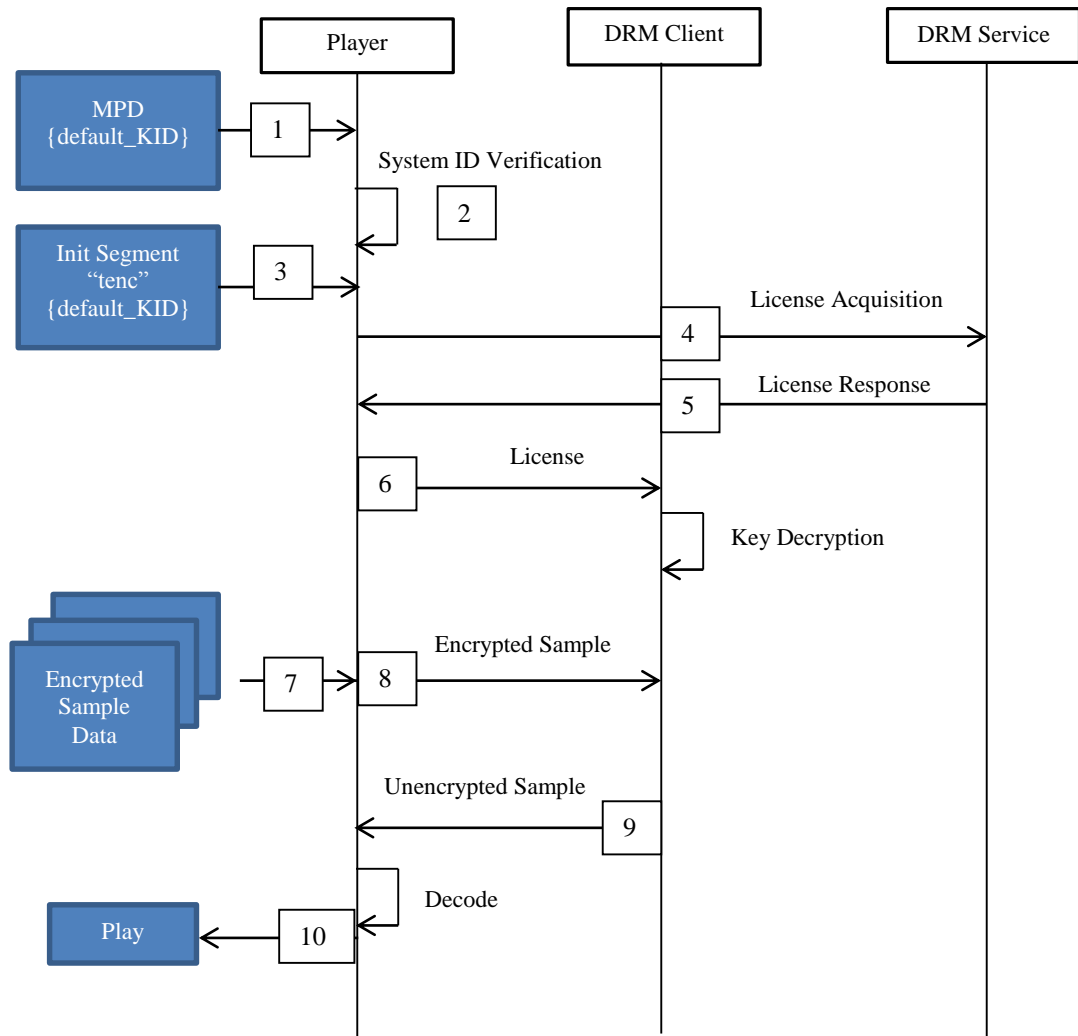 Player
DRM Client
DRM Service
MPD
{default_KID}
1
System ID Verification
2
Init Segment
“tenc”
{default_KID}
3
License Acquisition
4
License Response
5
License
6
Key Decryption
Encrypted
Sample
Data
7
8
Encrypted Sample
Unencrypted Sample
9
Decode
Play
10